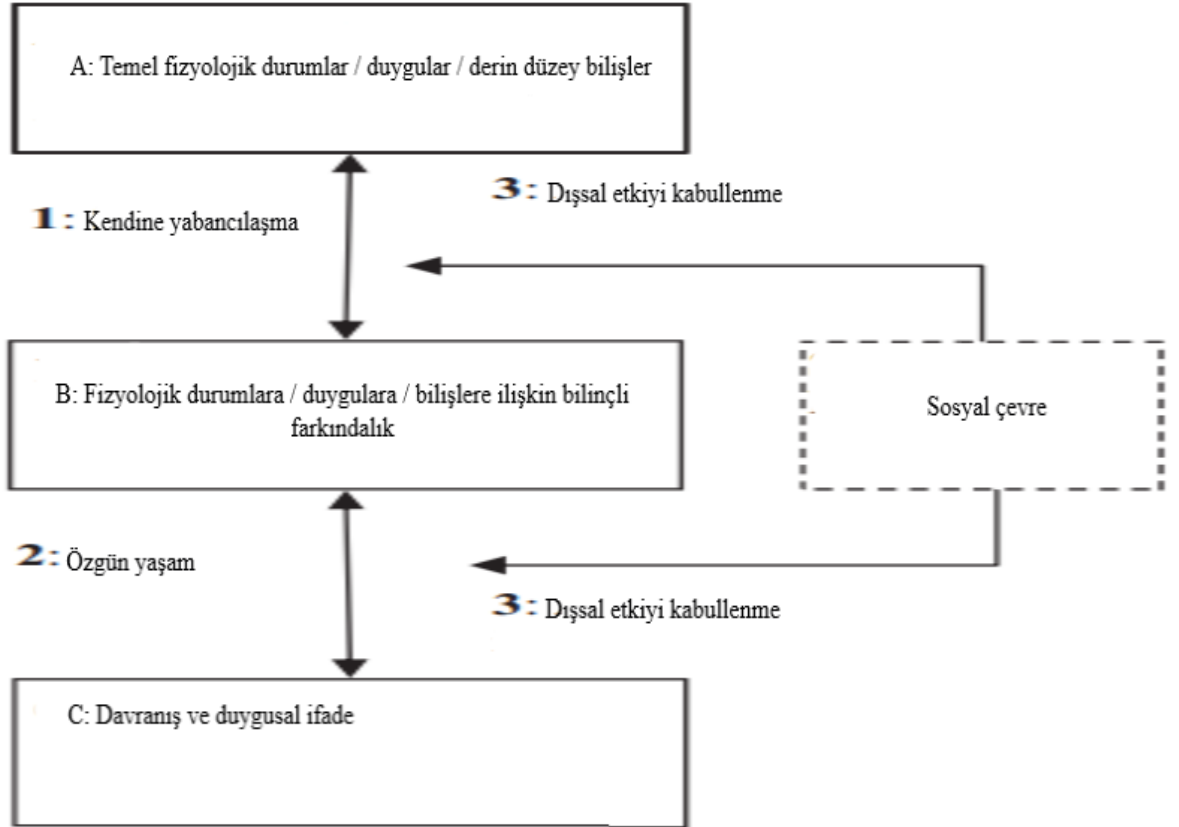 A: Temel fizyolojik durumlar / duygular / derin düzey bilişler
3: Dışsal etkiyi kabullenme
1: Kendine yabancılaşma
B: Fizyolojik durumlara / duygulara / bilişlere ilişkin bilinçli
farkındalık
Sosyal çevre
2: Özgün yaşam
3: Dışsal etkiyi kabullenme
C: Davranış ve duygusal ifade